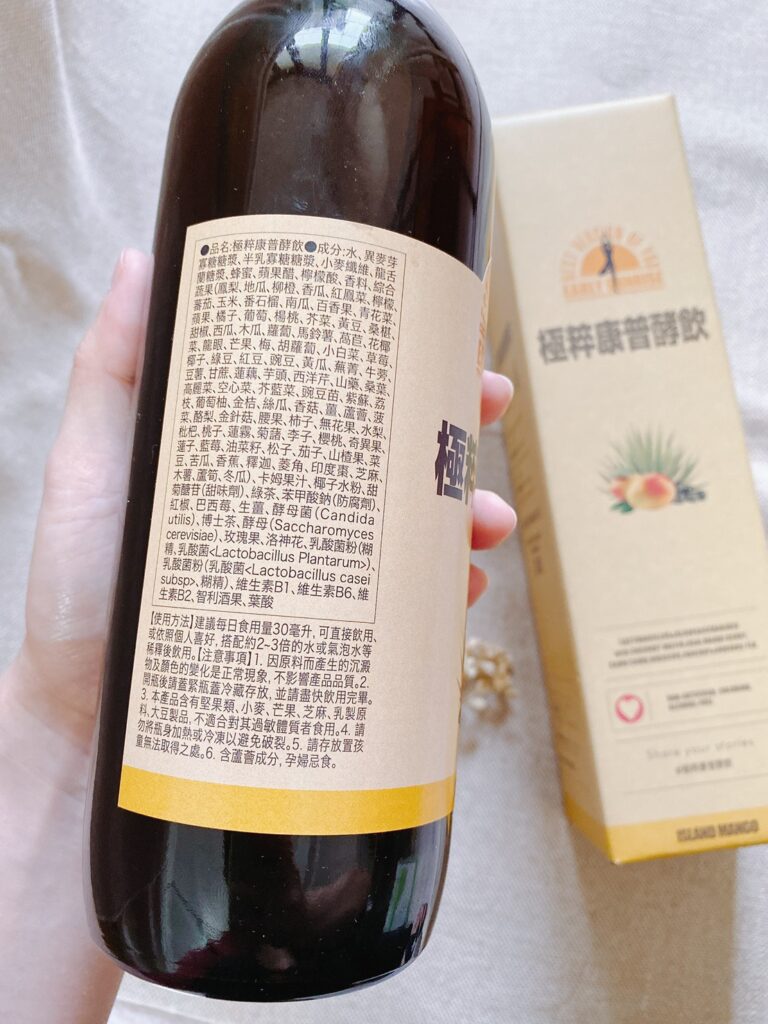 ●品名:極粹康普酵飲●成分:水、異麥芽
寡糖糖漿、半乳寡糖糖漿、小麥纖維、龍舌
蘭糖漿、蜂蜜、蘋果醋、檸檬酸、香料、綜合
蔬果(鳳梨、地瓜、柳橙、香瓜、紅鳳菜、檸檬、
蕃茄、玉米、番石榴、南瓜、百香果、青花菜、
蘋果、橘子、葡萄、楊桃、芥菜、黃豆、桑椹、
甜椒、西瓜、木瓜、蘿蔔、馬鈴薯、萵苣、花椰
菜、龍眼、芒果、梅、胡蘿蔔、小白菜、草莓、
椰子、綠豆、紅豆、豌豆、黃瓜、蕪菁、牛蒡、
豆薯、甘蔗、蓮藕、芋頭、西洋芹、山藥、桑葉、
高麗菜、空心菜、芥藍菜、豌豆苗、紫蘇、荔
枝、葡萄柚、金桔、絲瓜、香菇、薑、蘆薈、菠
菜、酪梨、金針菇、腰果、柿子、無花果、水梨、
枇杷、桃子、蓮霧、菊藷、李子、櫻桃、奇異果、
蓮子、藍莓、油菜籽、松子、茄子、山楂果、菜
豆、苦瓜、香蕉、釋迦、菱角、印度棗、芝麻、
木薯、蘆筍、冬瓜)、卡姆果汁、椰子水粉、甜
菊醣苷(甜味劑)、綠茶、苯甲酸鈉(防腐劑)、
紅椒、巴西莓、生薑、酵母菌(Candida
utilis)、博士茶、酵母(Saccharomyces
cerevisiae)、玫瑰果、洛神花、乳酸菌粉(糊
精、乳酸菌<Lactobacillus Plantarum>)、
乳酸菌粉(乳酸菌<Lactobacillus casei
subsp>、糊精)、維生素B1、維生素B6、維
生素B2、智利酒果、葉酸
【使用方法】建議每日食用量30毫升, 可直接飲用、
或依照個人喜好, 搭配約2~3倍的水或氣泡水等
稀釋後飲用。【注意事項】1. 因原料而產生的沉澱
物及顏色的變化是正常現象, 不影響產品品質。2.
開瓶後請蓋緊瓶蓋冷藏存放, 並請盡快飲用完畢。
3. 本產品含有堅果類、小麥、芒果、芝麻、乳製原
料、大豆製品, 不適合對其過敏體質者食用。4. 請
勿將瓶身加熱或冷凍以避免破裂。5. 請存放置孩
童無法取得之處。6. 含蘆薈成分, 孕婦忌食。
極粹
BEST VERSION OF YOU
EARLY SUNRISE
極粹康普酵飲
Share your stories
ISLAND MANGO